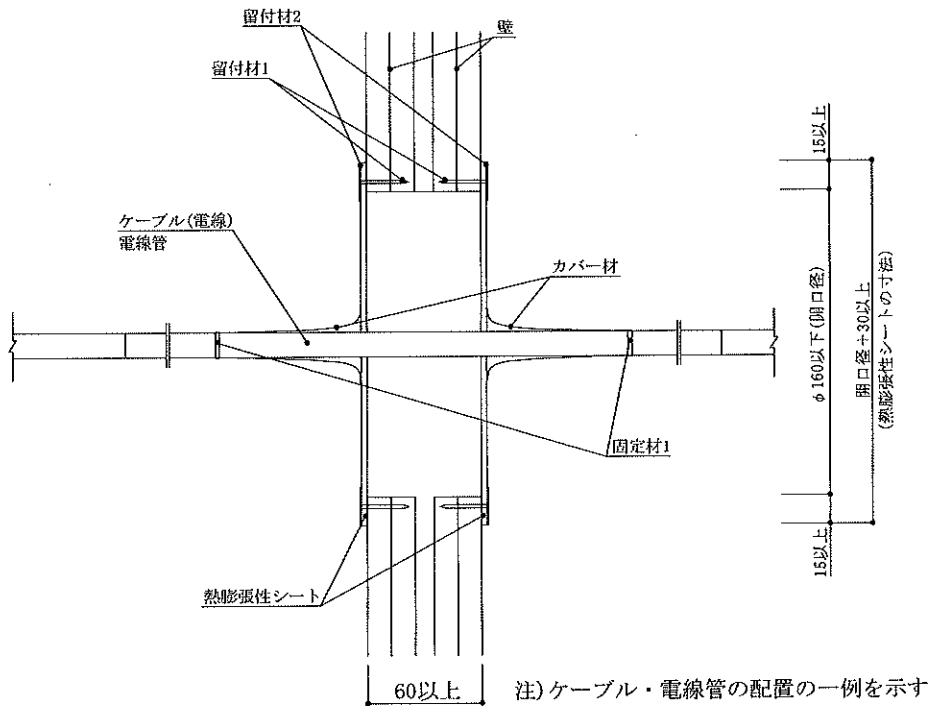 留付材2
壁
留付材1
15以上
ケーブル(電線)
電線管
カバー材
φ160以下(開口径)
開口径+30以上
(熱膨張性シートの寸法)
固定材1
15以上
熱膨張性シート
60以上
注)ケーブル・電線管の配置の一例を示す